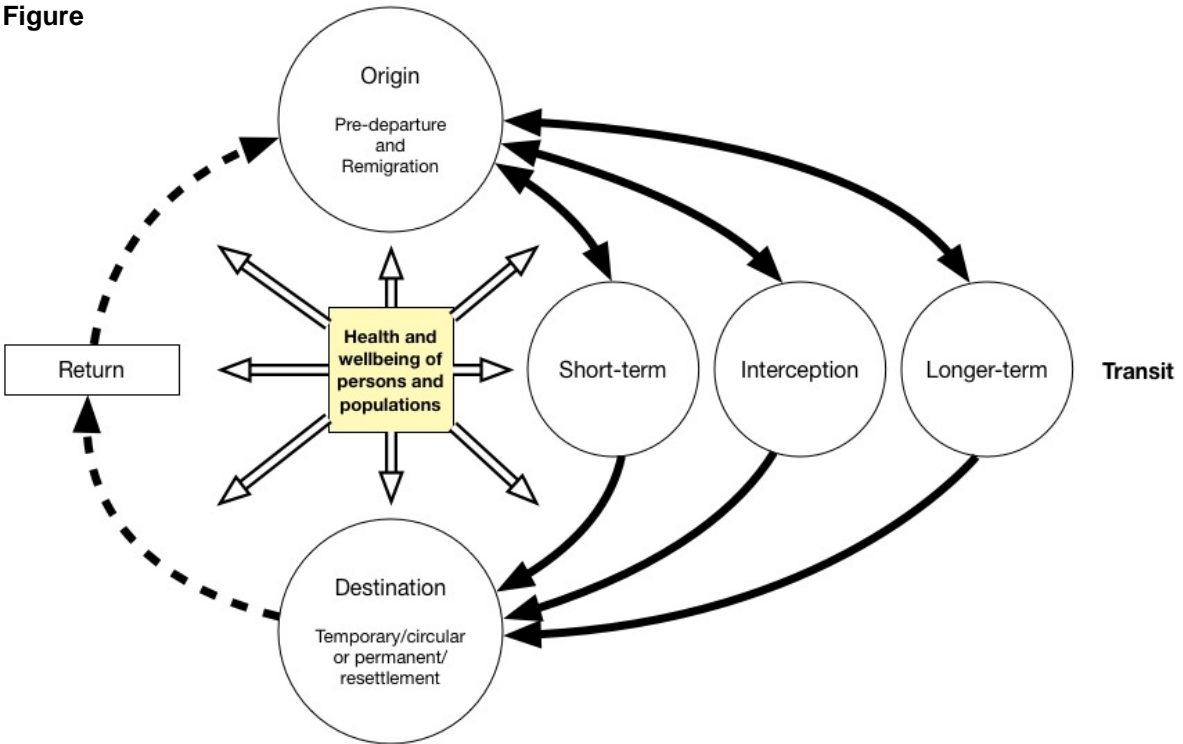 Figure
Origin
Pre-departure
and
Remigration
Return
Health and
wellbeing of
persons and
populations
Short-term
Interception
Longer-term
Transit
Destination
Temporary/circular
or permanent/
resettlement